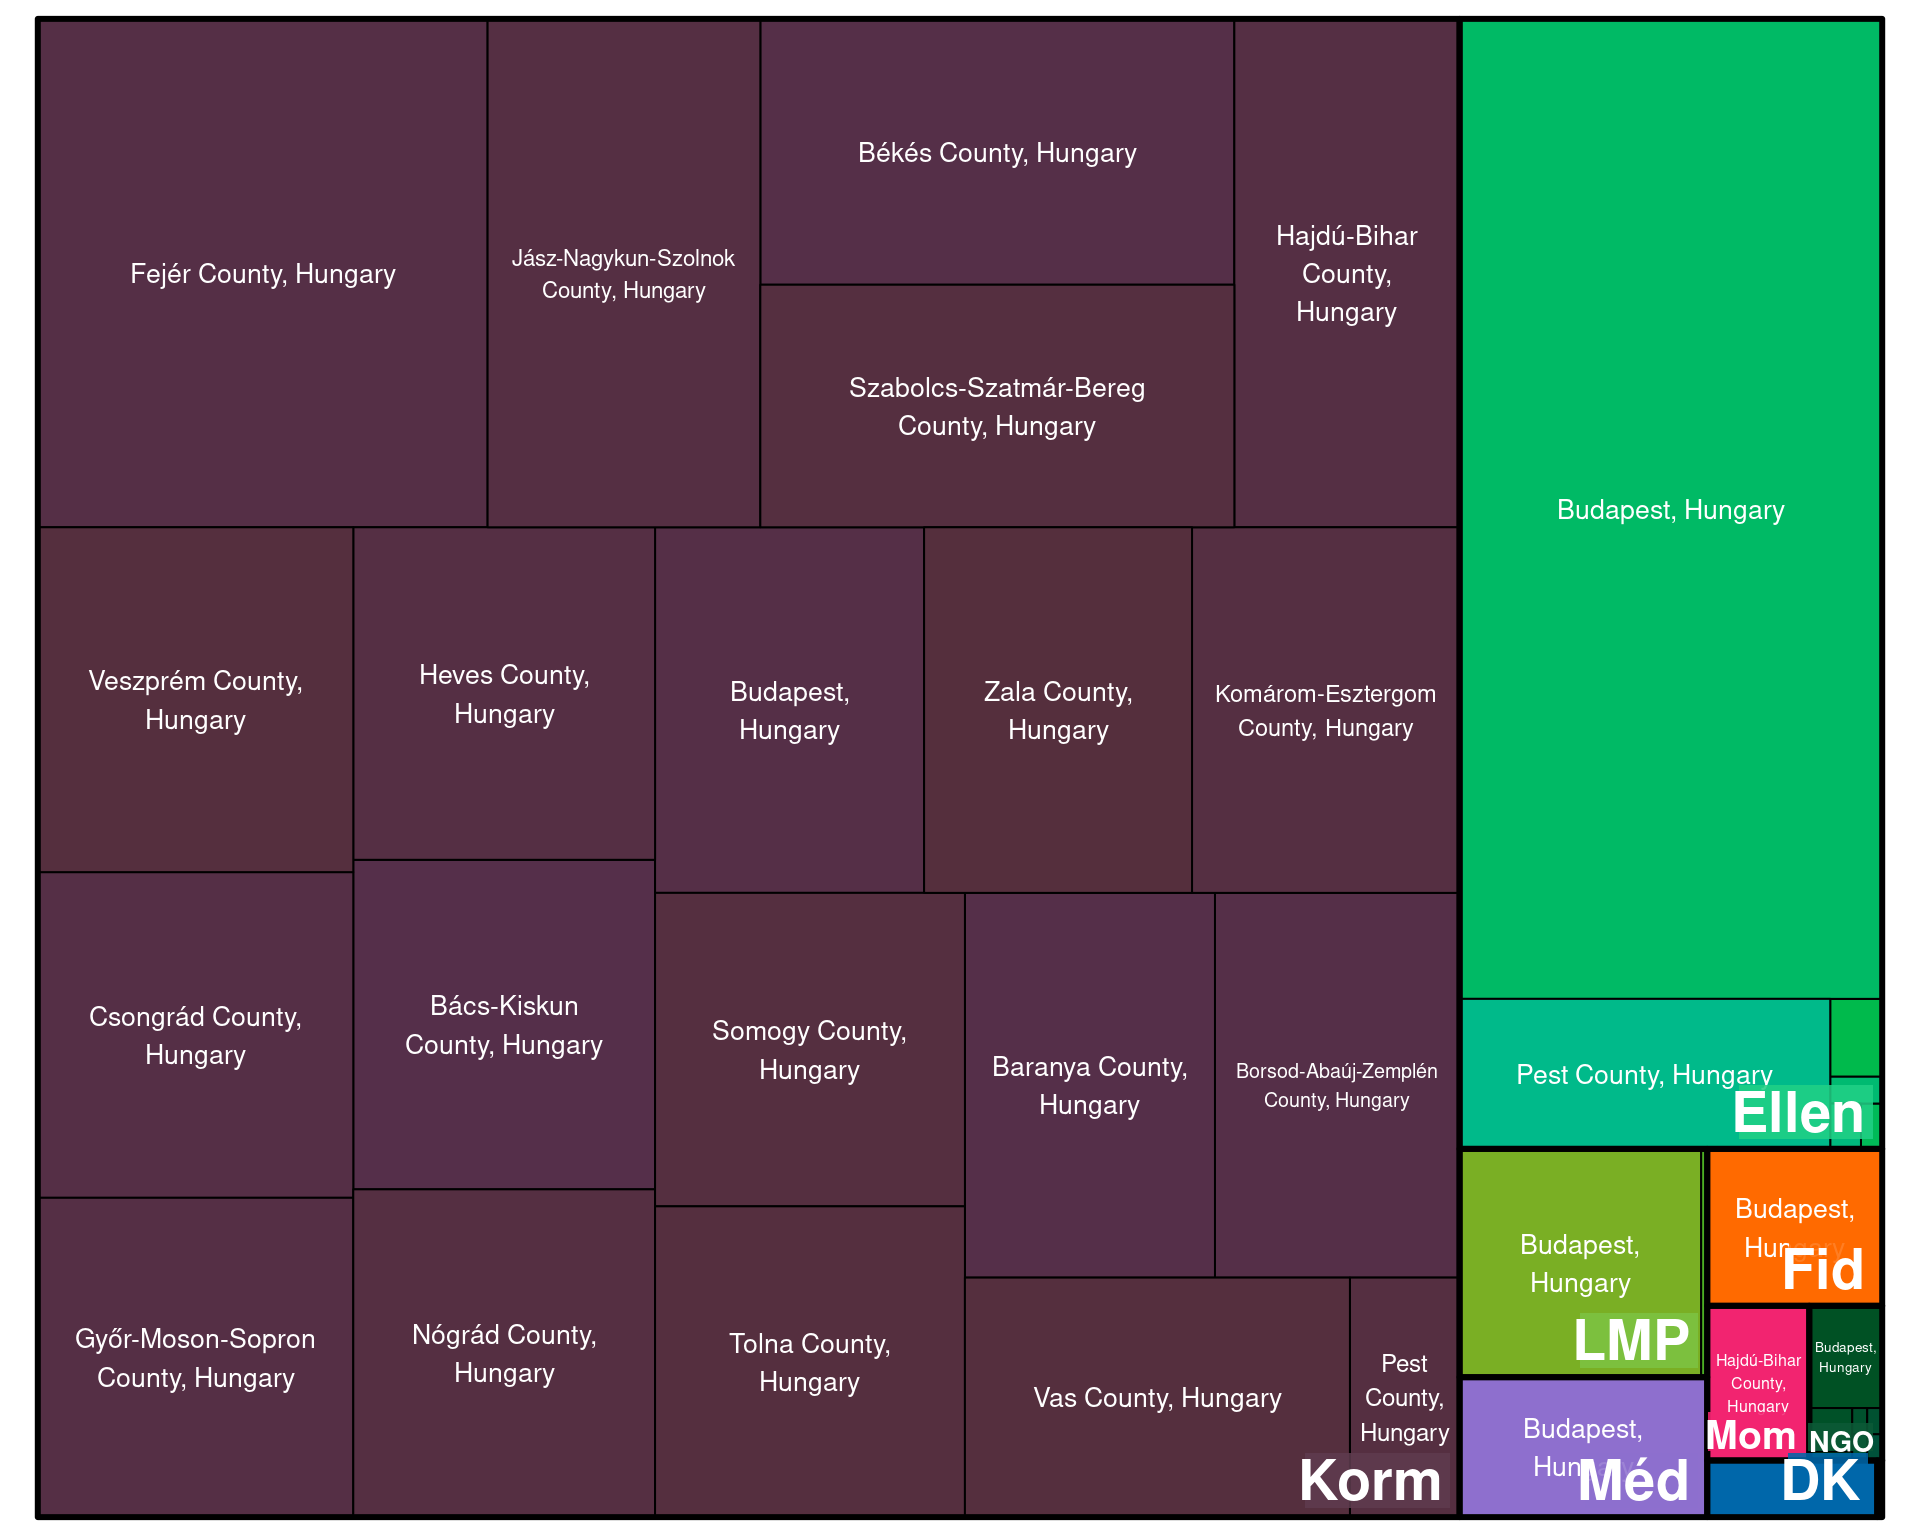 Fejér County, Hungary
Jász-Nagykun-Szolnok
County, Hungary
Békés County, Hungary
Szabolcs-Szatmár-Bereg
County, Hungary
Hajdú-Bihar
County,
Hungary
Veszprém County,
Hungary
Heves County,
Hungary
Budapest,
Hungary
Zala County,
Hungary
Komárom-Esztergom
County, Hungary
Csongrád County,
Hungary
Bács-Kiskun
County, Hungary
Somogy County,
Hungary
Baranya County,
Hungary
Borsod-Abaúj-Zemplén
County, Hungary
Győr-Moson-Sopron
County, Hungary
Nógrád County,
Hungary
Tolna County,
Hungary
Vas County, Hungary
Pest
County,
Hungary
Korm
Budapest, Hungary
Pest County, Hungary
Ellen
Budapest,
Hungary
LMP
Budapest,
Hungary
Fid
Budapest,
Hungary
Méd
Hajdú-Bihar
County,
Hungary
Mom
Budapest,
Hungary
NGO
DK